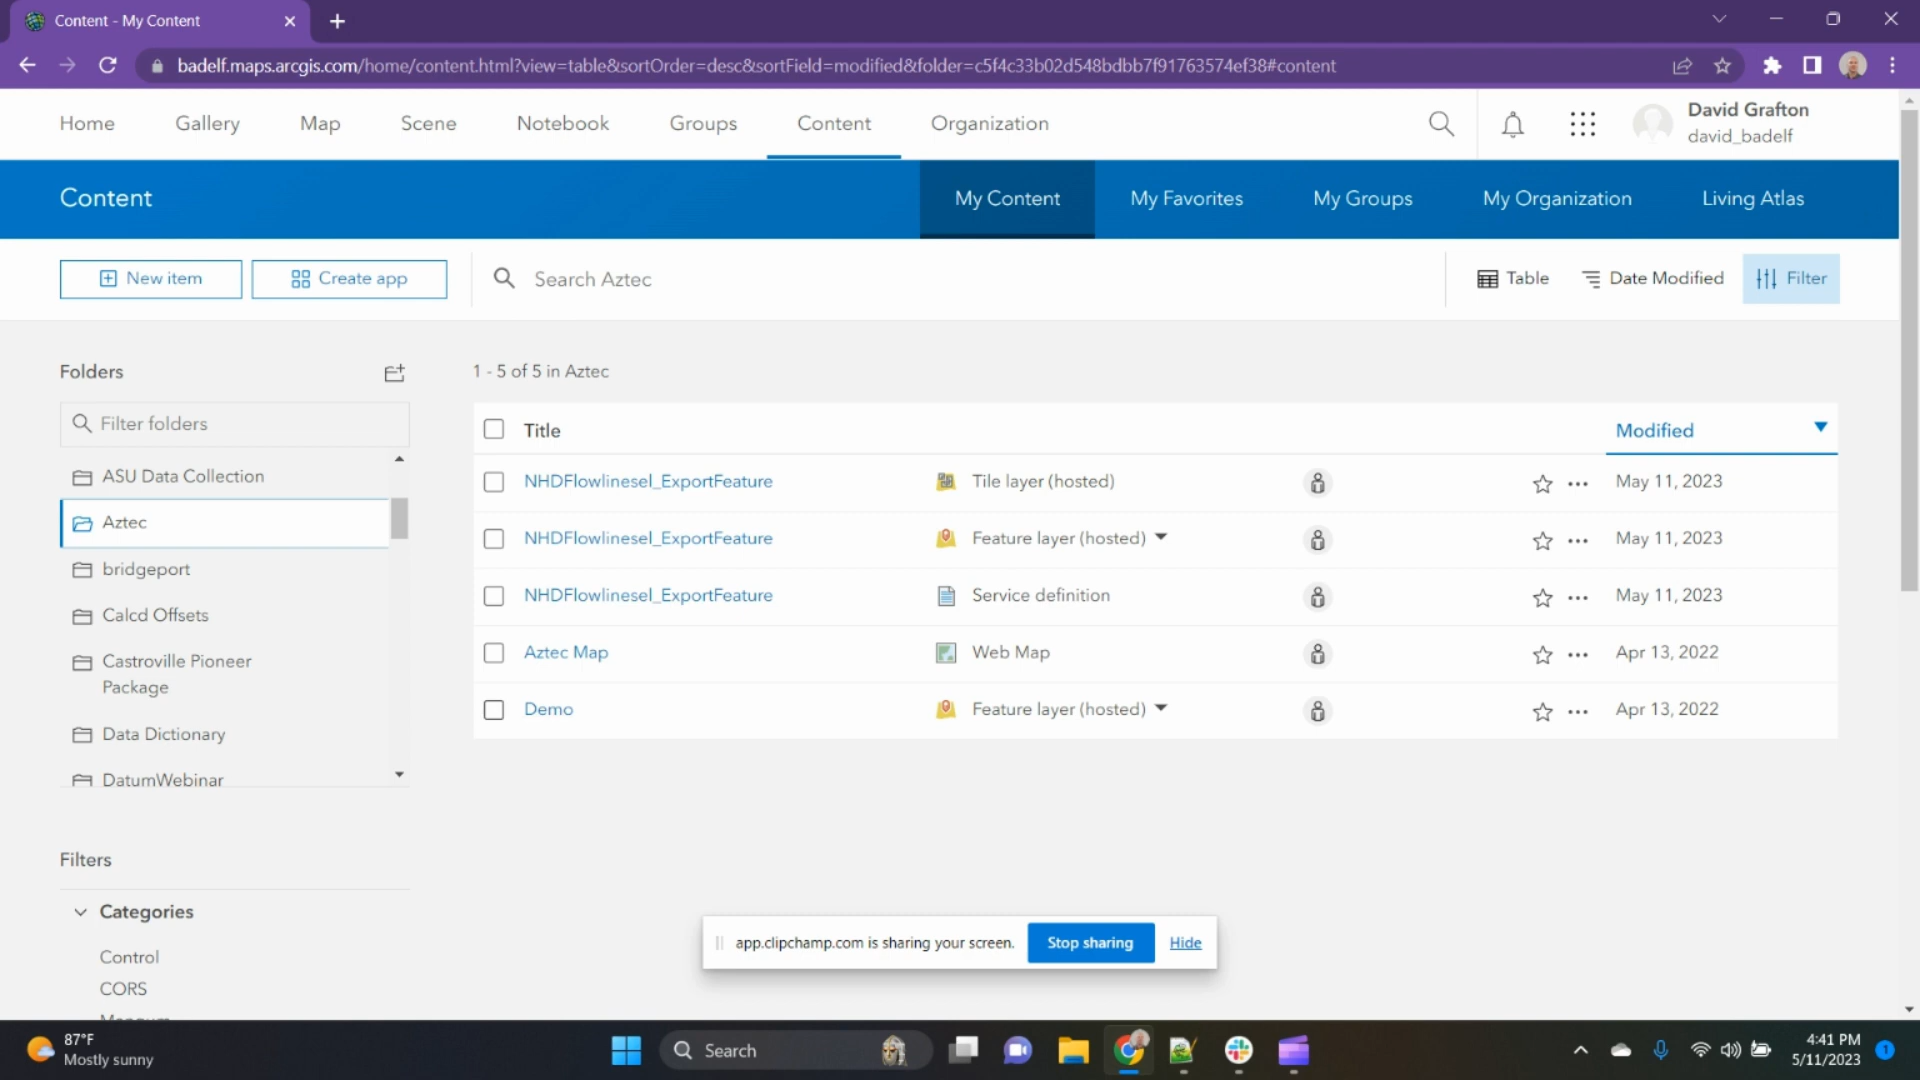 Content - My Content
badelf.maps.arcgis.com/home/content.html?view=table&sortOrder=desc&sortField=modified&folder=c5f4c33b02d548bdbb7f91763574ef38#content
Home Gallery Map Scene Notebook Groups Content Organization
David Grafton
david_badelf
Content
My Content My Favorites My Groups My Organization Living Atlas
New item Create app Search Aztec Table Date Modified Filter
Folders
1 - 5 of 5 in Aztec
Filter folders
ASU Data Collection
Aztec
bridgeport
Calcd Offsets
Castroville Pioneer
Package
Data Dictionary
DatumWebinar
Title Modified
NHDFlowlinesel_ExportFeature Tile layer (hosted) May 11, 2023
NHDFlowlinesel_ExportFeature Feature layer (hosted) May 11, 2023
NHDFlowlinesel_ExportFeature Service definition May 11, 2023
Aztec Map Web Map Apr 13, 2022
Demo Feature layer (hosted) Apr 13, 2022
Filters
Categories
Control
CORS
app.clipchamp.com is sharing your screen. Stop sharing Hide
87°F
Mostly sunny
Search
4:41 PM
5/11/2023
1